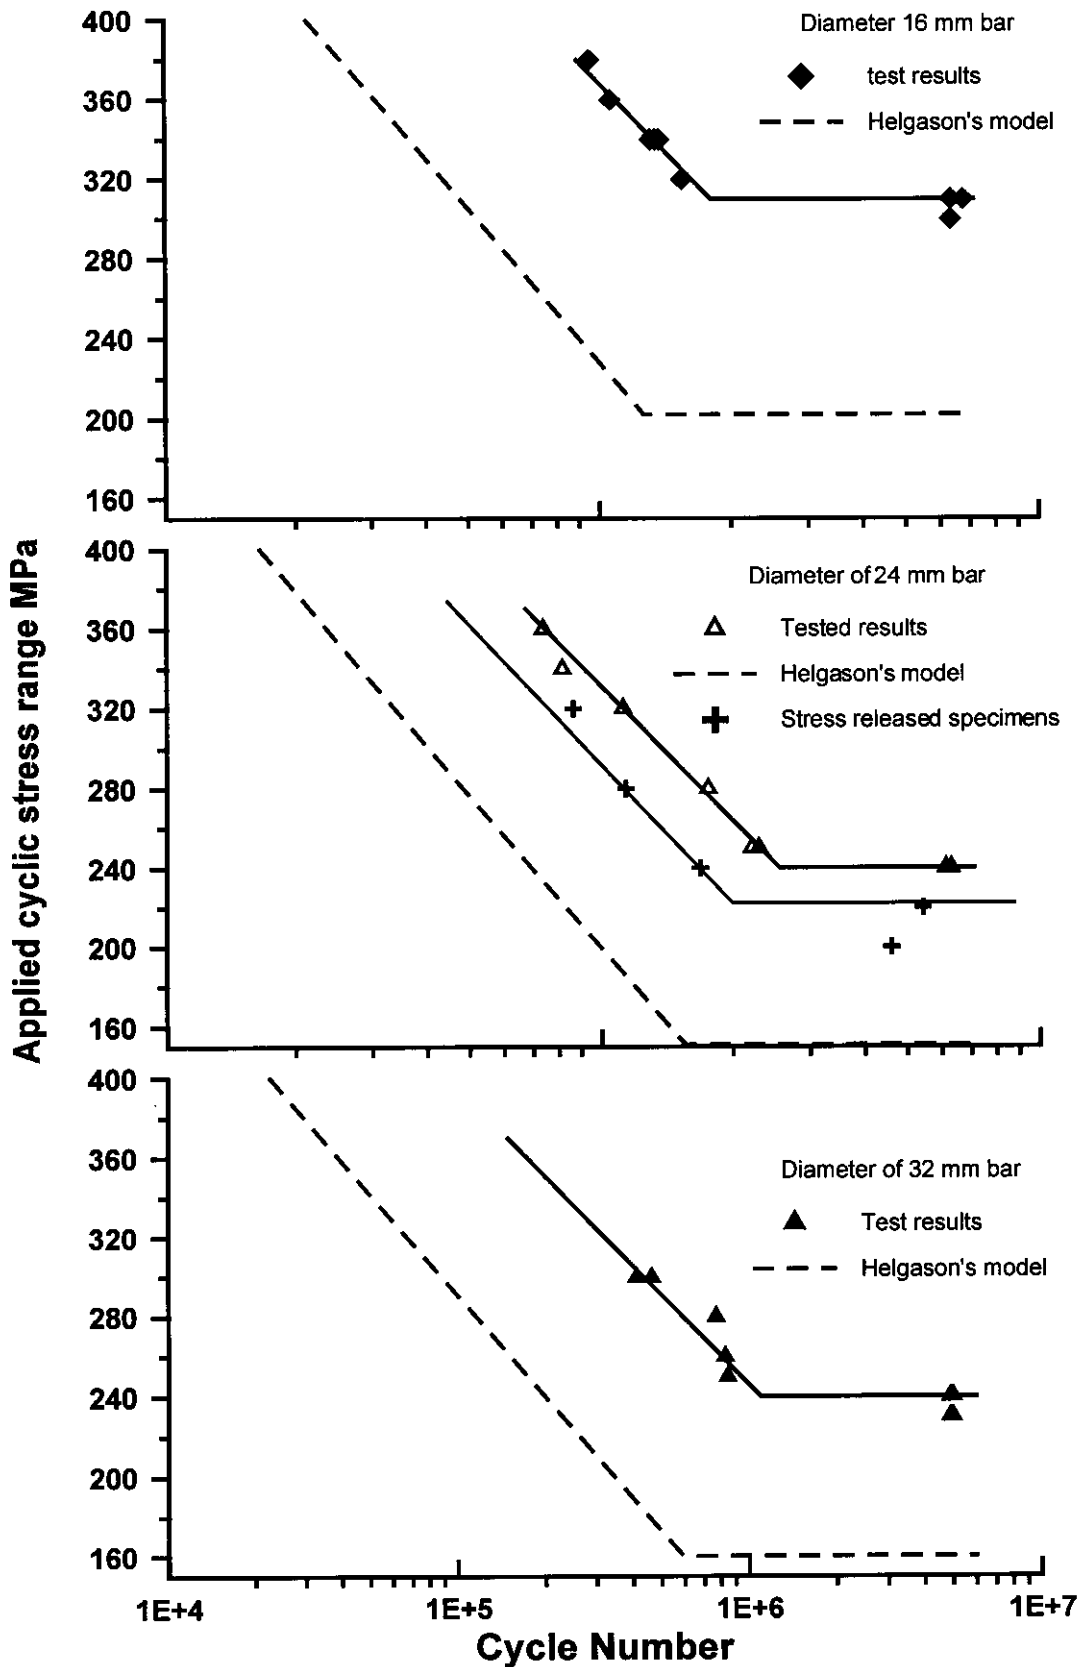 Applied cyclic stress range MPa
400
360
320
280
240
200
160
Diameter 16 mm bar
test results
Helgason's model
400
360
320
280
240
200
160
Diameter of 24 mm bar
Tested results
Helgason's model
Stress released specimens
400
360
320
280
240
200
160
Diameter of 32 mm bar
Test results
Helgason's model
1E+4 1E+5 1E+6 1E+7
Cycle Number